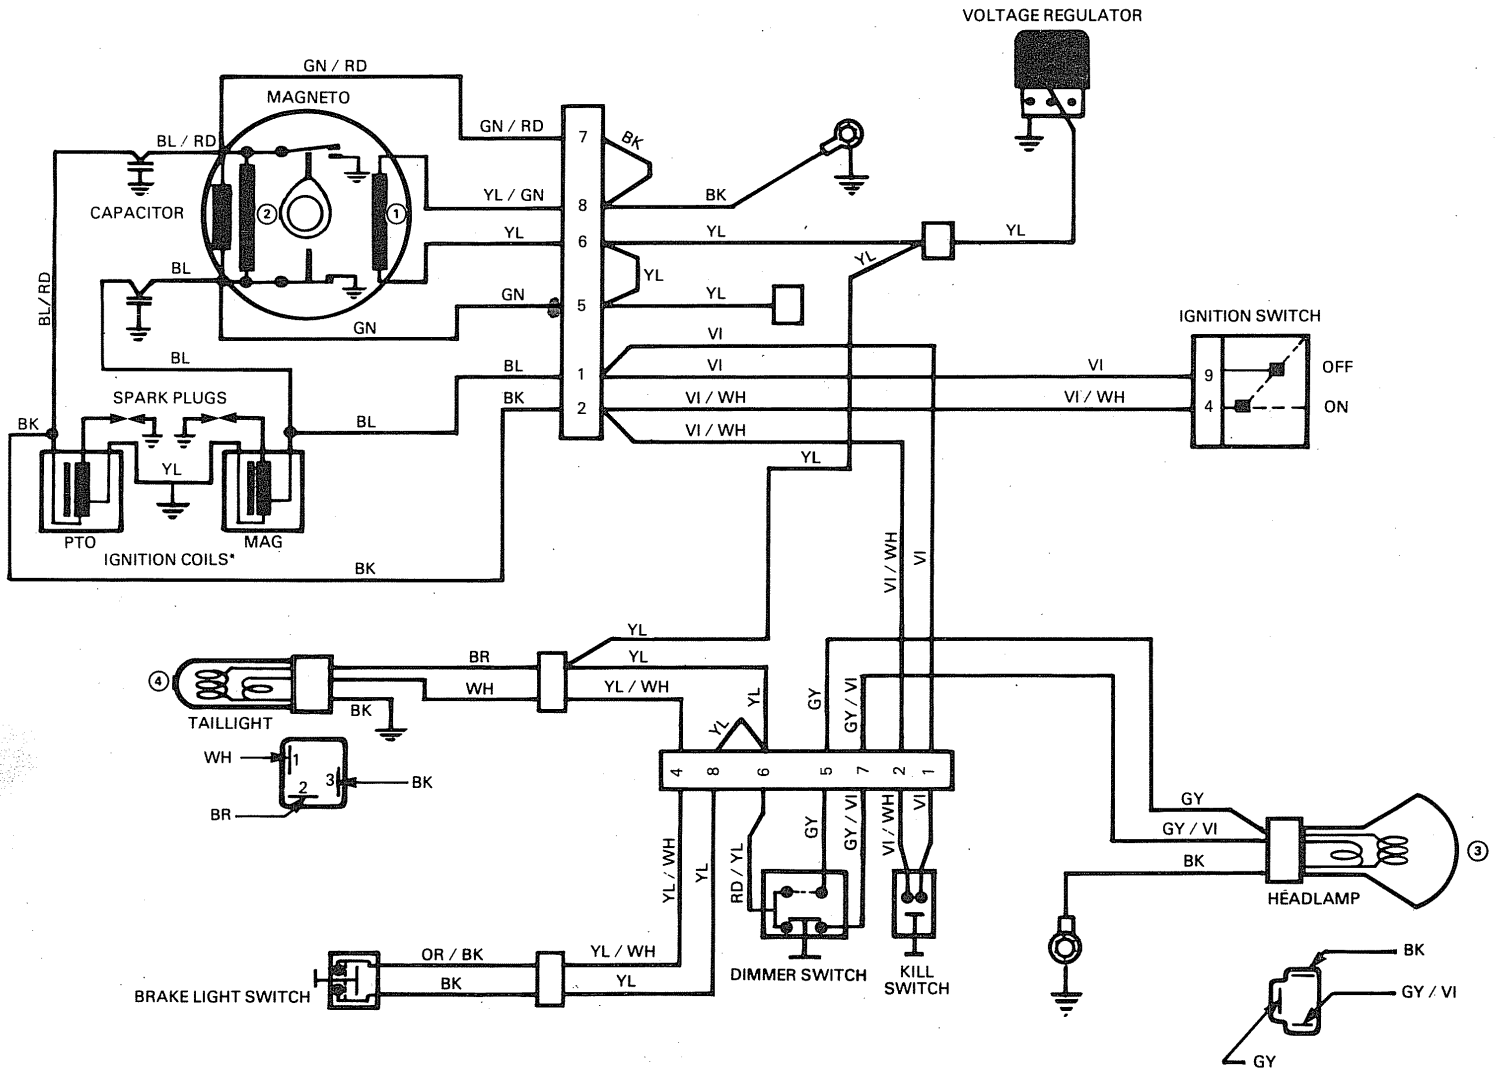 VOLTAGE REGULATOR
GN / RD
MAGNETO
GN / RD
7
BK
BL / RD
YL / GN
8
BK
CAPACITOR
2
1
YL
6
YL
YL
YL
BL
YL
GN
5
YL
BL/RD
GN
IGNITION SWITCH
VI
BL
BL
1
VI
VI
9
OFF
SPARK PLUGS
BK
2
VI / WH
VI / WH
4
ON
BK
BL
VI / WH
YL
YL
PTO
MAG
IGNITION COILS*
BK
VI / WH
VI
YL
4
BR
YL
WH
YL / WH
BK
YL
YL
GY
GY / VI
TAILLIGHT
WH
1
2
3
BK
BR
4
8
6
5
7
2
1
GY
GY / VI
BK
3
HEADLAMP
YL / WH
YL
RD / YL
GY
GY / VI
VI / WH
VI
OR / BK
YL / WH
BK
YL
BRAKE LIGHT SWITCH
DIMMER SWITCH
KILL
SWITCH
BK
GY / VI
GY